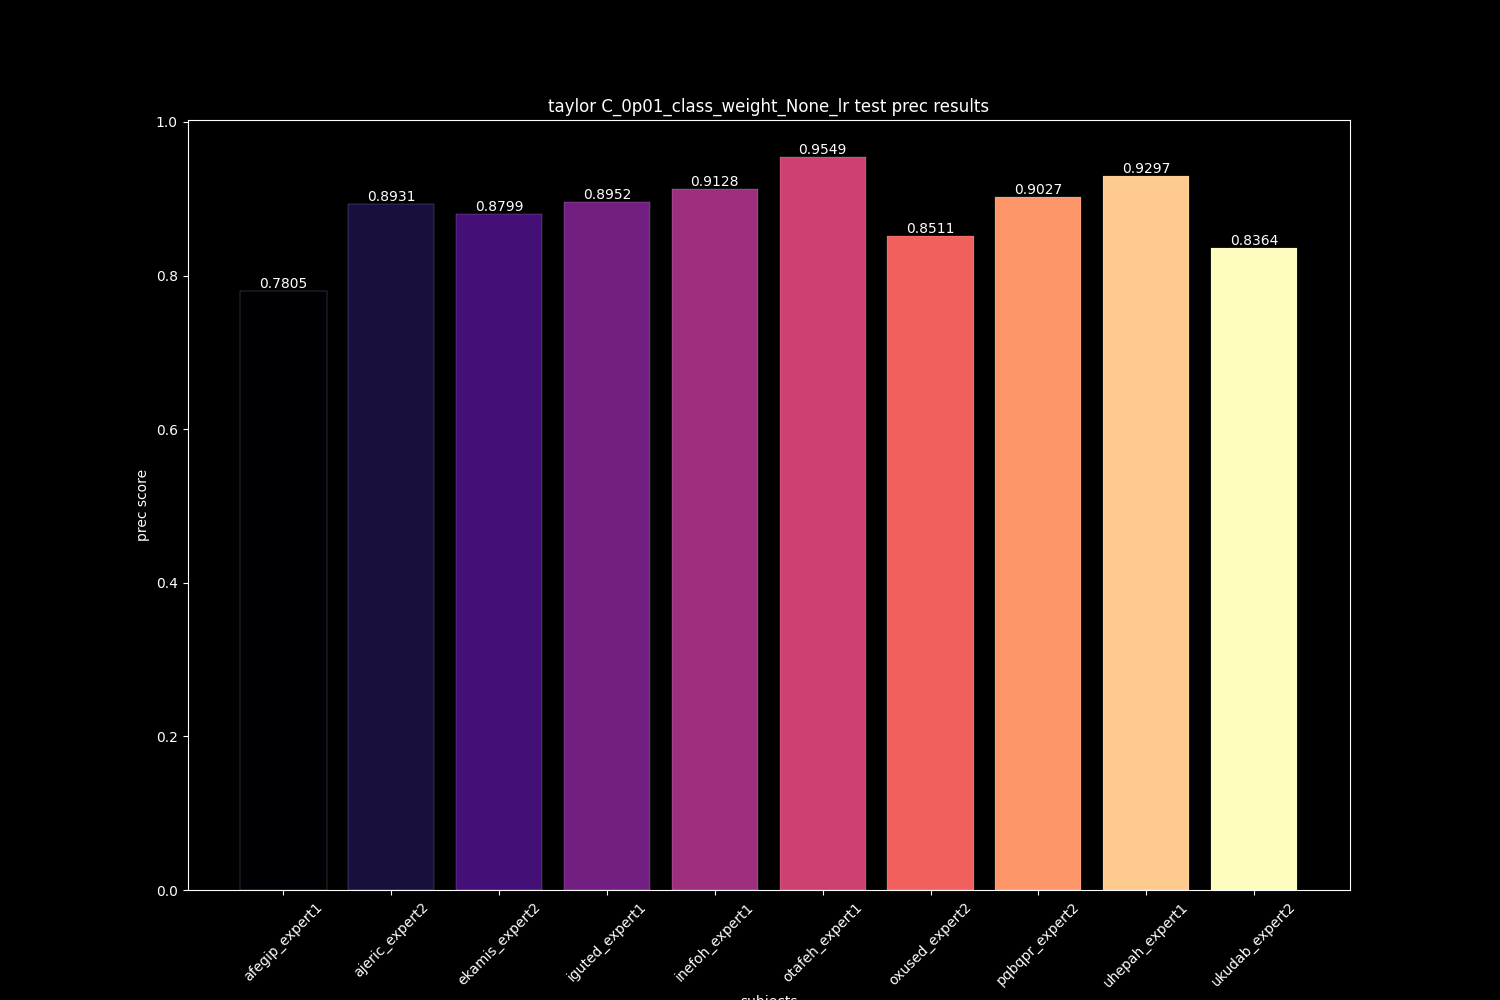 taylor C_0p01_class_weight_None_lr test prec results
1.0
0.8
0.6
0.4
0.2
0.0
prec score
0.7805
0.8931
0.8799
0.8952
0.9128
0.9549
0.8511
0.9027
0.9297
0.8364
afegip_expert1
ajeric_expert2
ekamis_expert2
iguted_expert1
inefoh_expert1
otafeh_expert1
oxused_expert2
pqbqpr_expert2
uhepah_expert1
ukudab_expert2
subjects